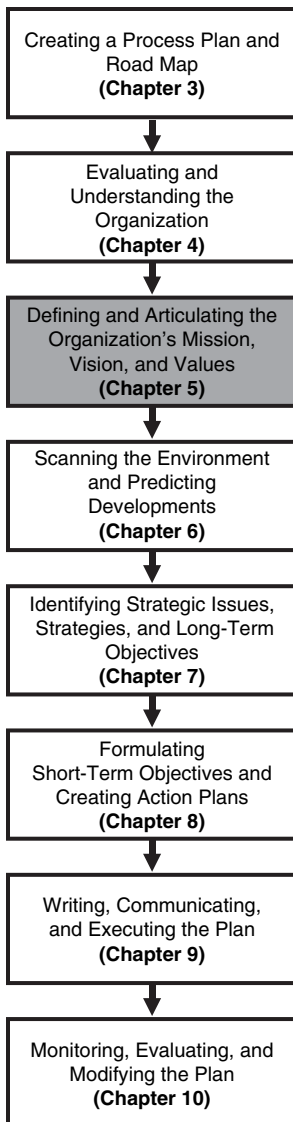 Creating a Process Plan and
Road Map
(Chapter 3)
Evaluating and
Understanding the
Organization
(Chapter 4)
Defining and Articulating the
Organization's Mission,
Vision, and Values
(Chapter 5)
Scanning the Environment
and Predicting
Developments
(Chapter 6)
Identifying Strategic Issues,
Strategies, and Long-Term
Objectives
(Chapter 7)
Formulating
Short-Term Objectives and
Creating Action Plans
(Chapter 8)
Writing, Communicating,
and Executing the Plan
(Chapter 9)
Monitoring, Evaluating, and
Modifying the Plan
(Chapter 10)